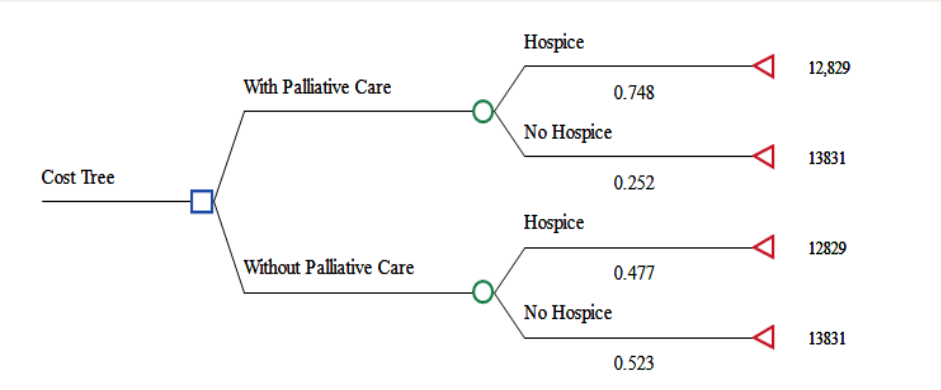 Hospice
12,829
With Palliative Care
0.748
No Hospice
13831
Cost Tree
0.252
Hospice
12829
Without Palliative Care
0.477
No Hospice
13831
0.523